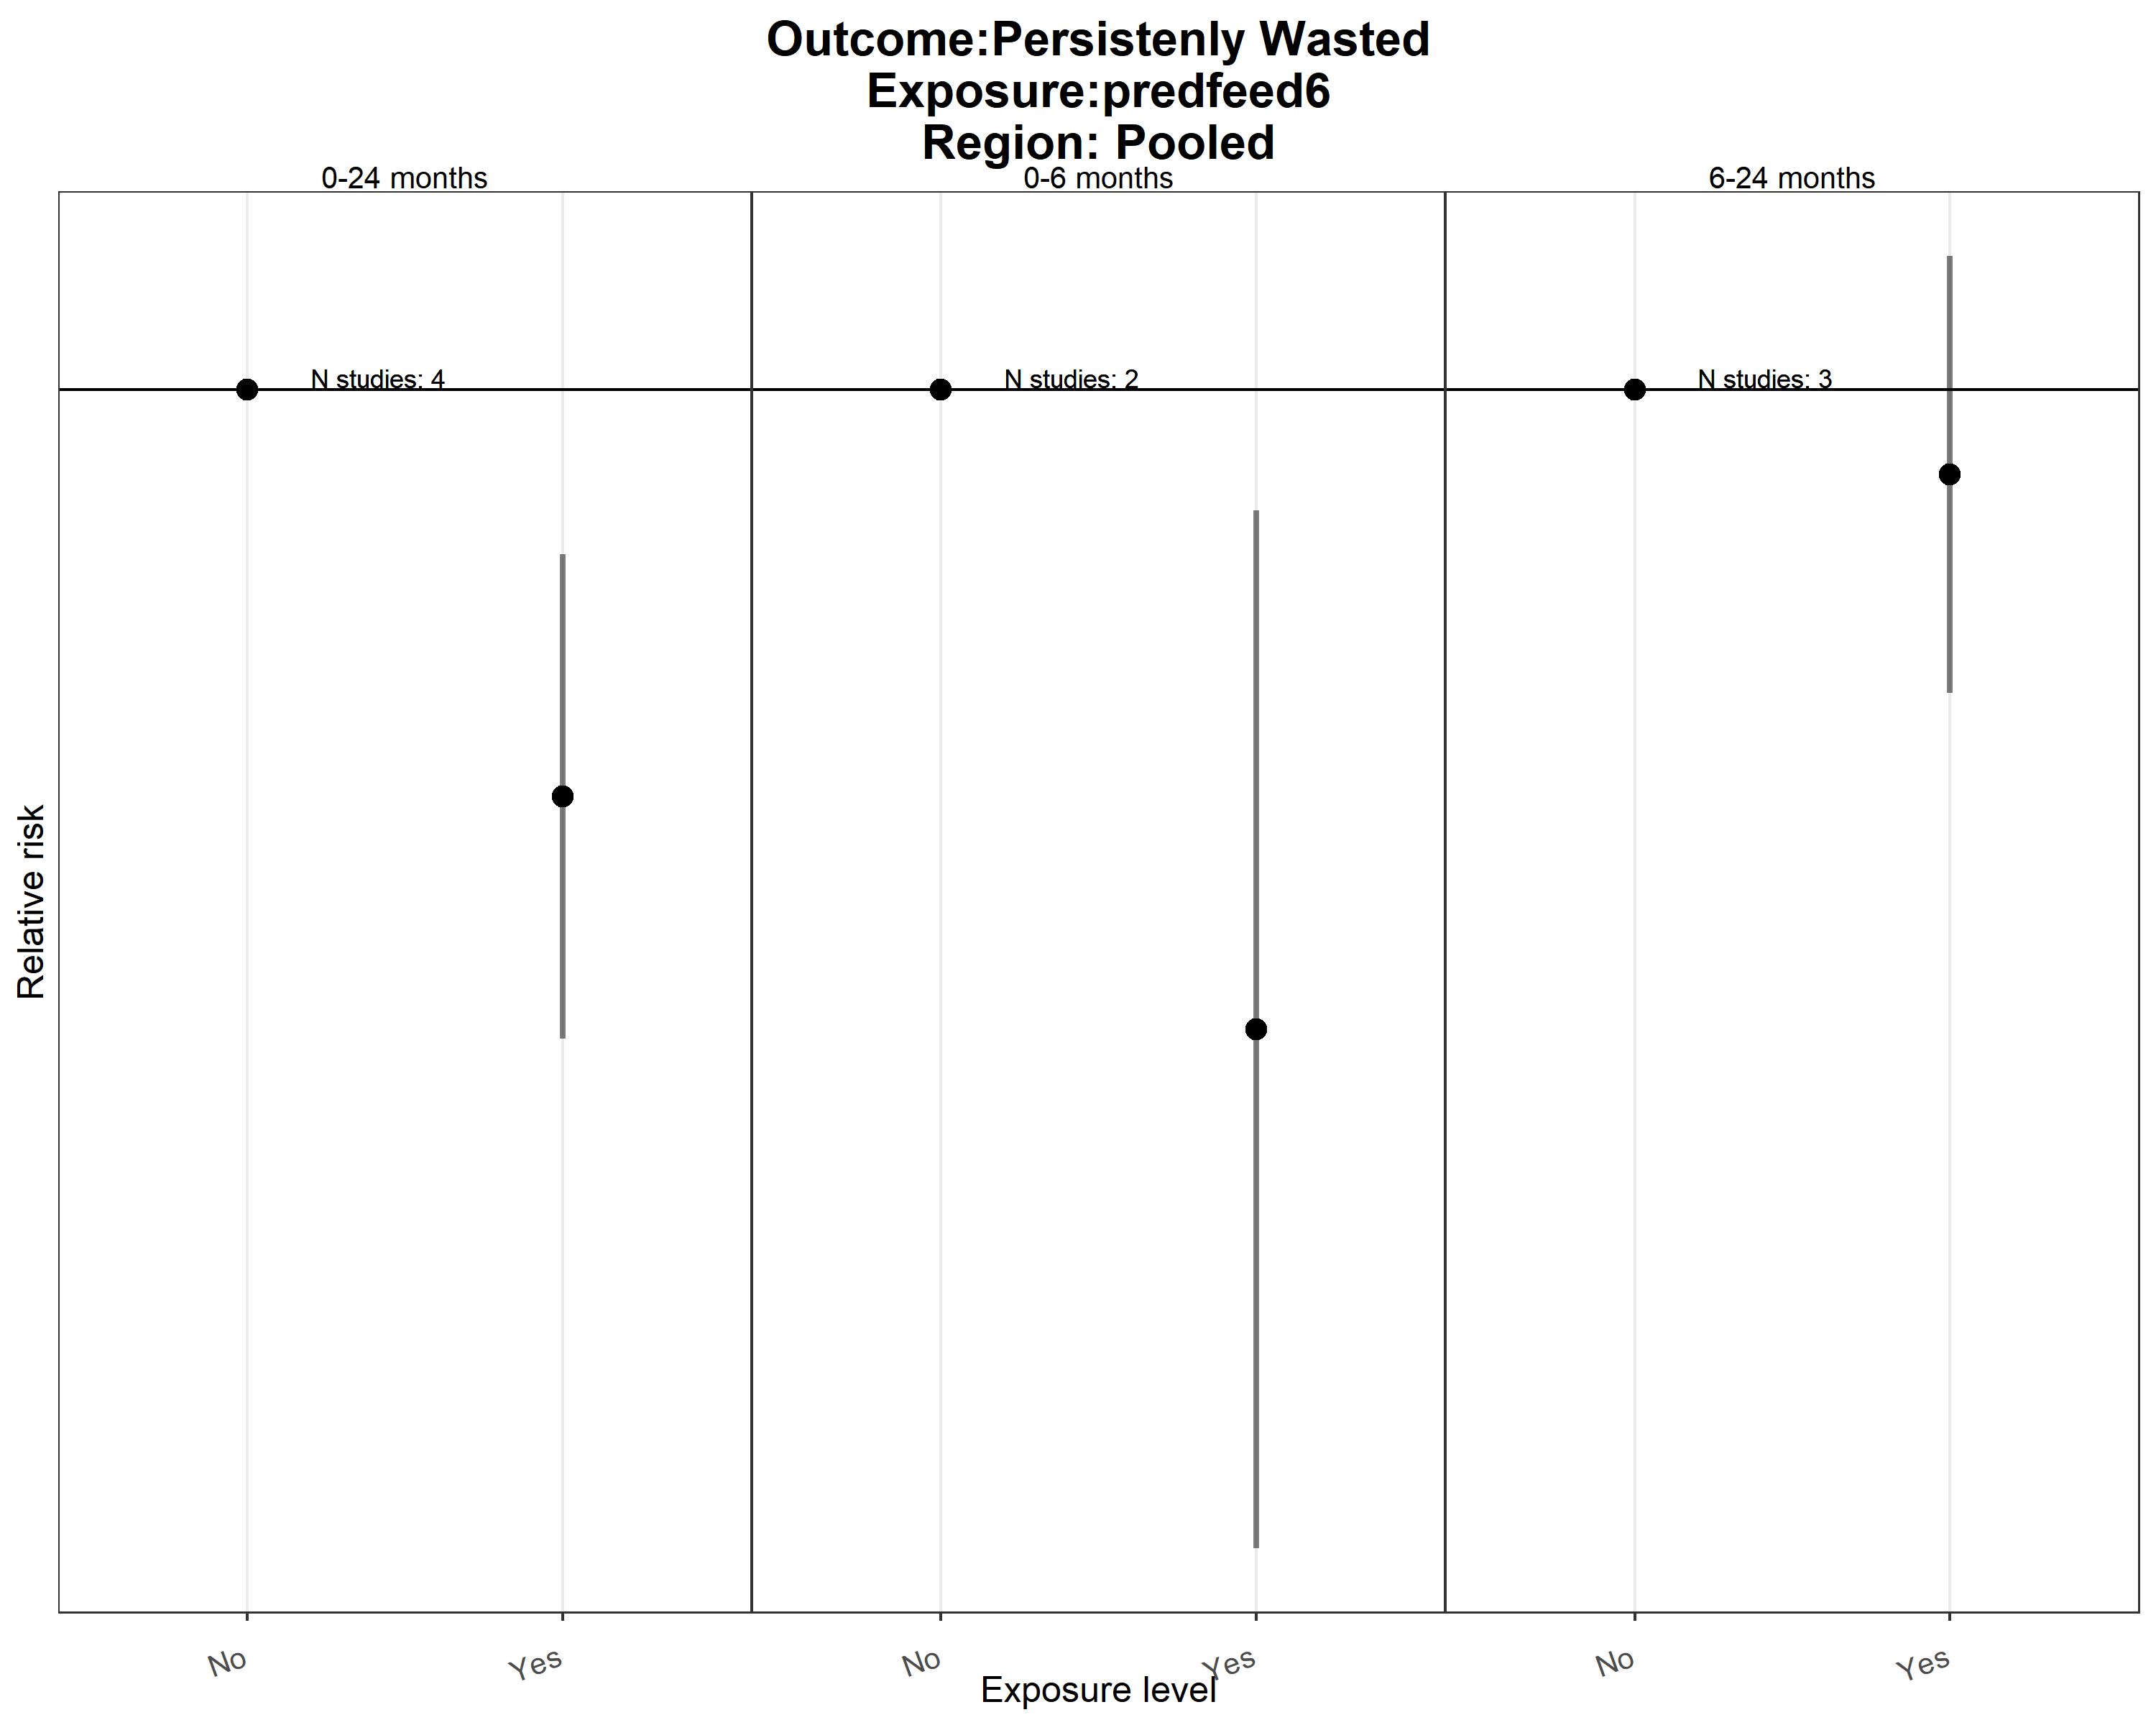 Outcome:Persistenly Wasted
Exposure:predfeed6
Region: Pooled
0-24 months
0-6 months
6-24 months
N studies: 4
N studies: 2
N studies: 3
Relative risk
No
Yes
No
Yes
No
Yes
Exposure level